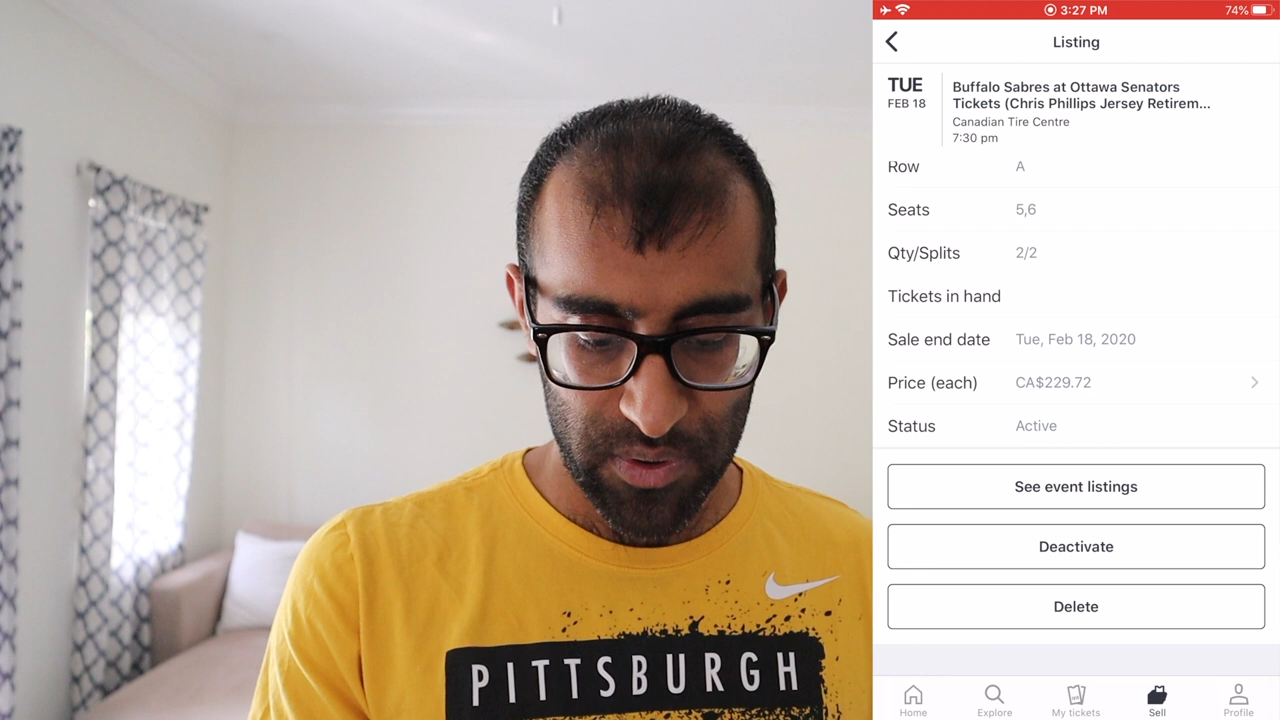 PITTSBURGH
3:27 PM
74%
Listing
TUE
FEB 18
Buffalo Sabres at Ottawa Senators
Tickets (Chris Phillips Jersey Retirem...
Canadian Tire Centre
7:30 pm
Row A
Seats 5,6
Qty/Splits 2/2
Tickets in hand
Sale end date Tue, Feb 18, 2020
Price (each) CA$229.72
Status Active
See event listings
Deactivate
Delete
Home
Explore
My tickets
Sell
Profile